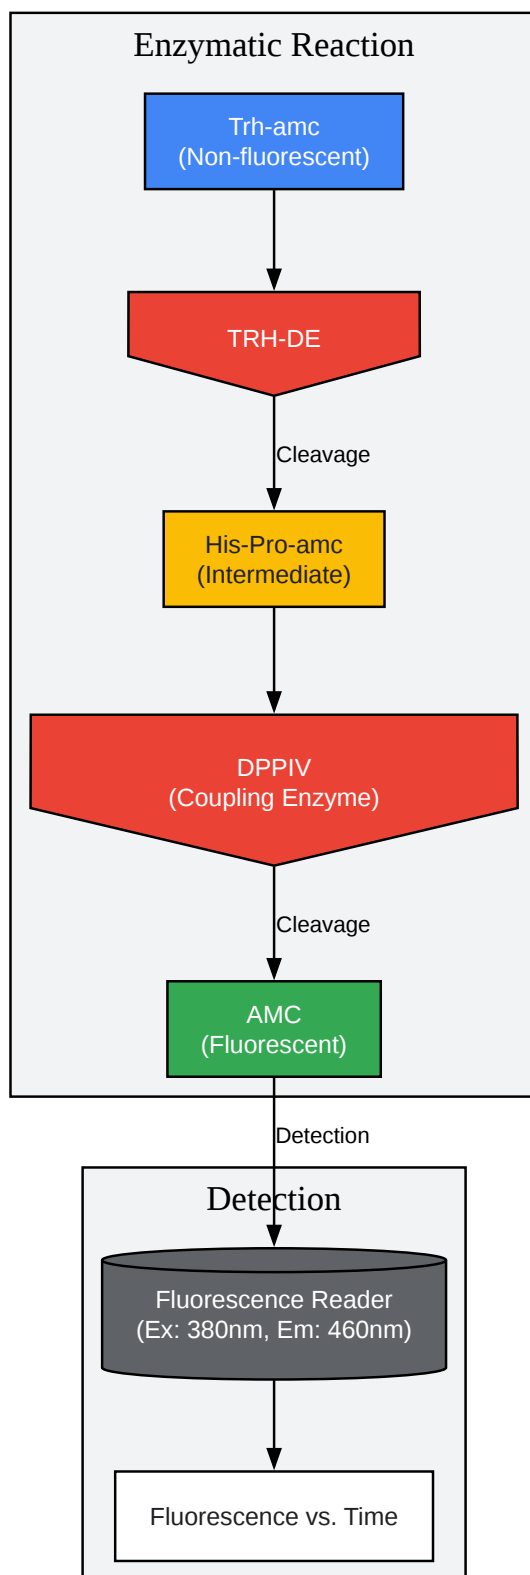 Enzymatic Reaction
Trh-amc
(Non-fluorescent)
TRH-DE
Cleavage
His-Pro-amc
(Intermediate)
DPPIV
(Coupling Enzyme)
Cleavage
AMC
(Fluorescent)
Detection
Detection
Fluorescence Reader
(Ex: 380nm, Em: 460nm)
Fluorescence vs. Time